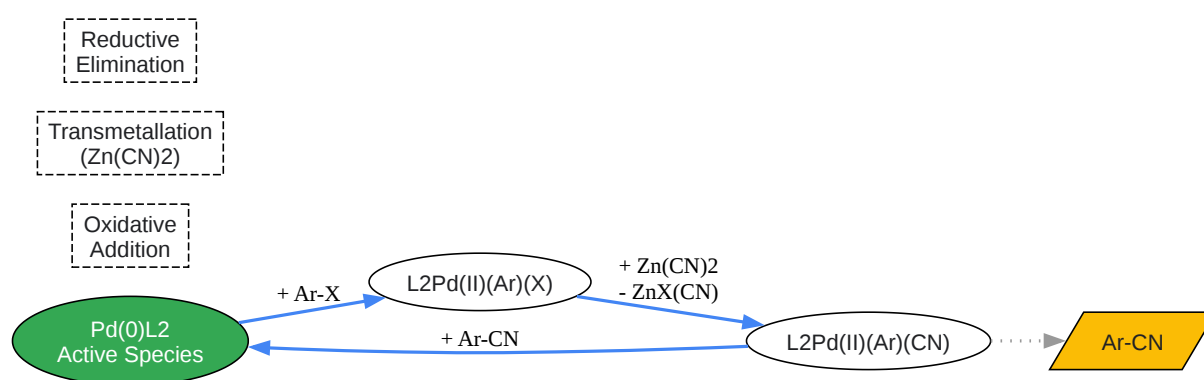 Reductive
Elimination
Transmetallation
(Zn(CN)2)
Oxidative
Addition
+ Ar-X
L2Pd(II)(Ar)(X)
+ Zn(CN)2
- ZnX(CN)
Pd(0)L2
Active Species
+ Ar-CN
L2Pd(II)(Ar)(CN)
Ar-CN